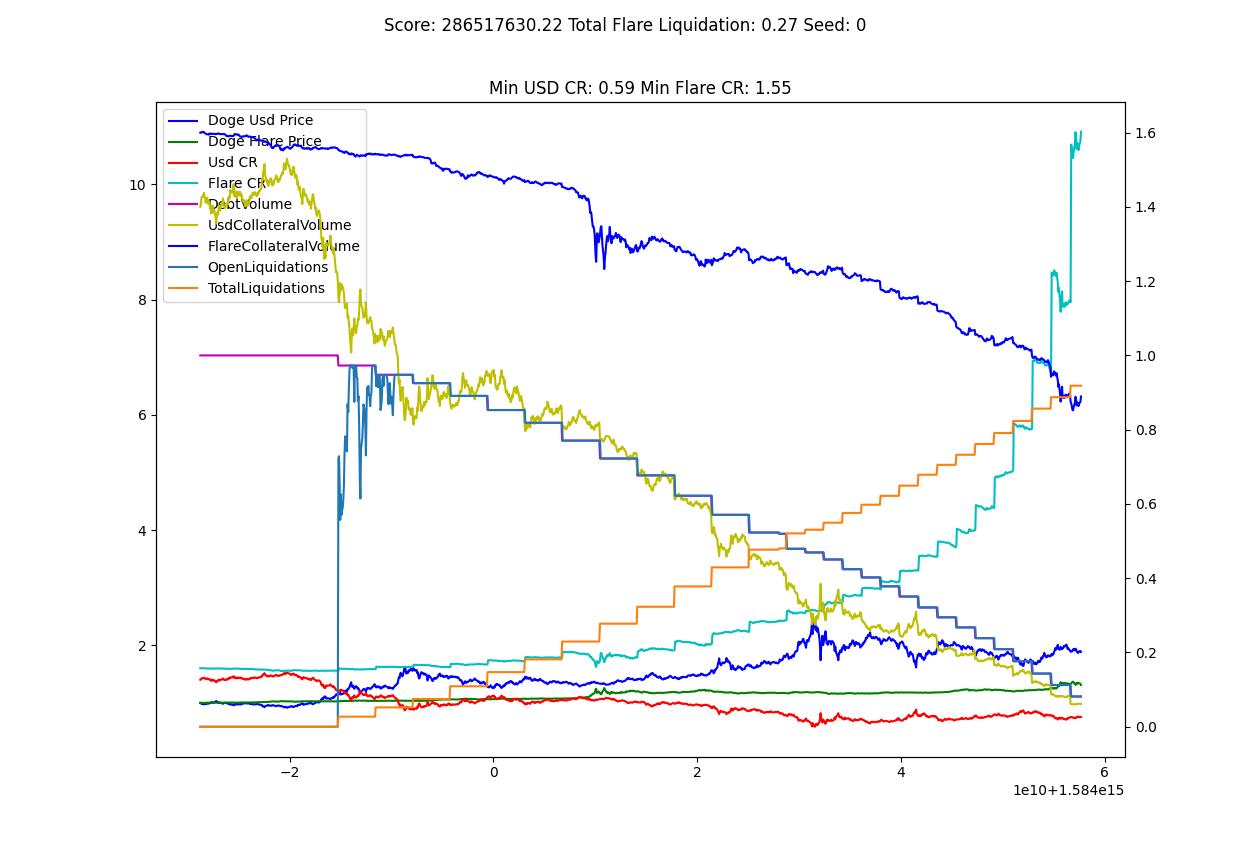 Score: 286517630.22 Total Flare Liquidation: 0.27 Seed: 0
Min USD CR: 0.59 Min Flare CR: 1.55
Doge Usd Price
Doge Flare Price
Usd CR
Flare CR
DebtVolume
UsdCollateralVolume
FlareCollateralVolume
OpenLiquidations
TotalLiquidations
10
8
6
4
2
1.6
1.4
1.2
1.0
0.8
0.6
0.4
0.2
0.0
−2 0 2 4 6
1e10+1.584e15